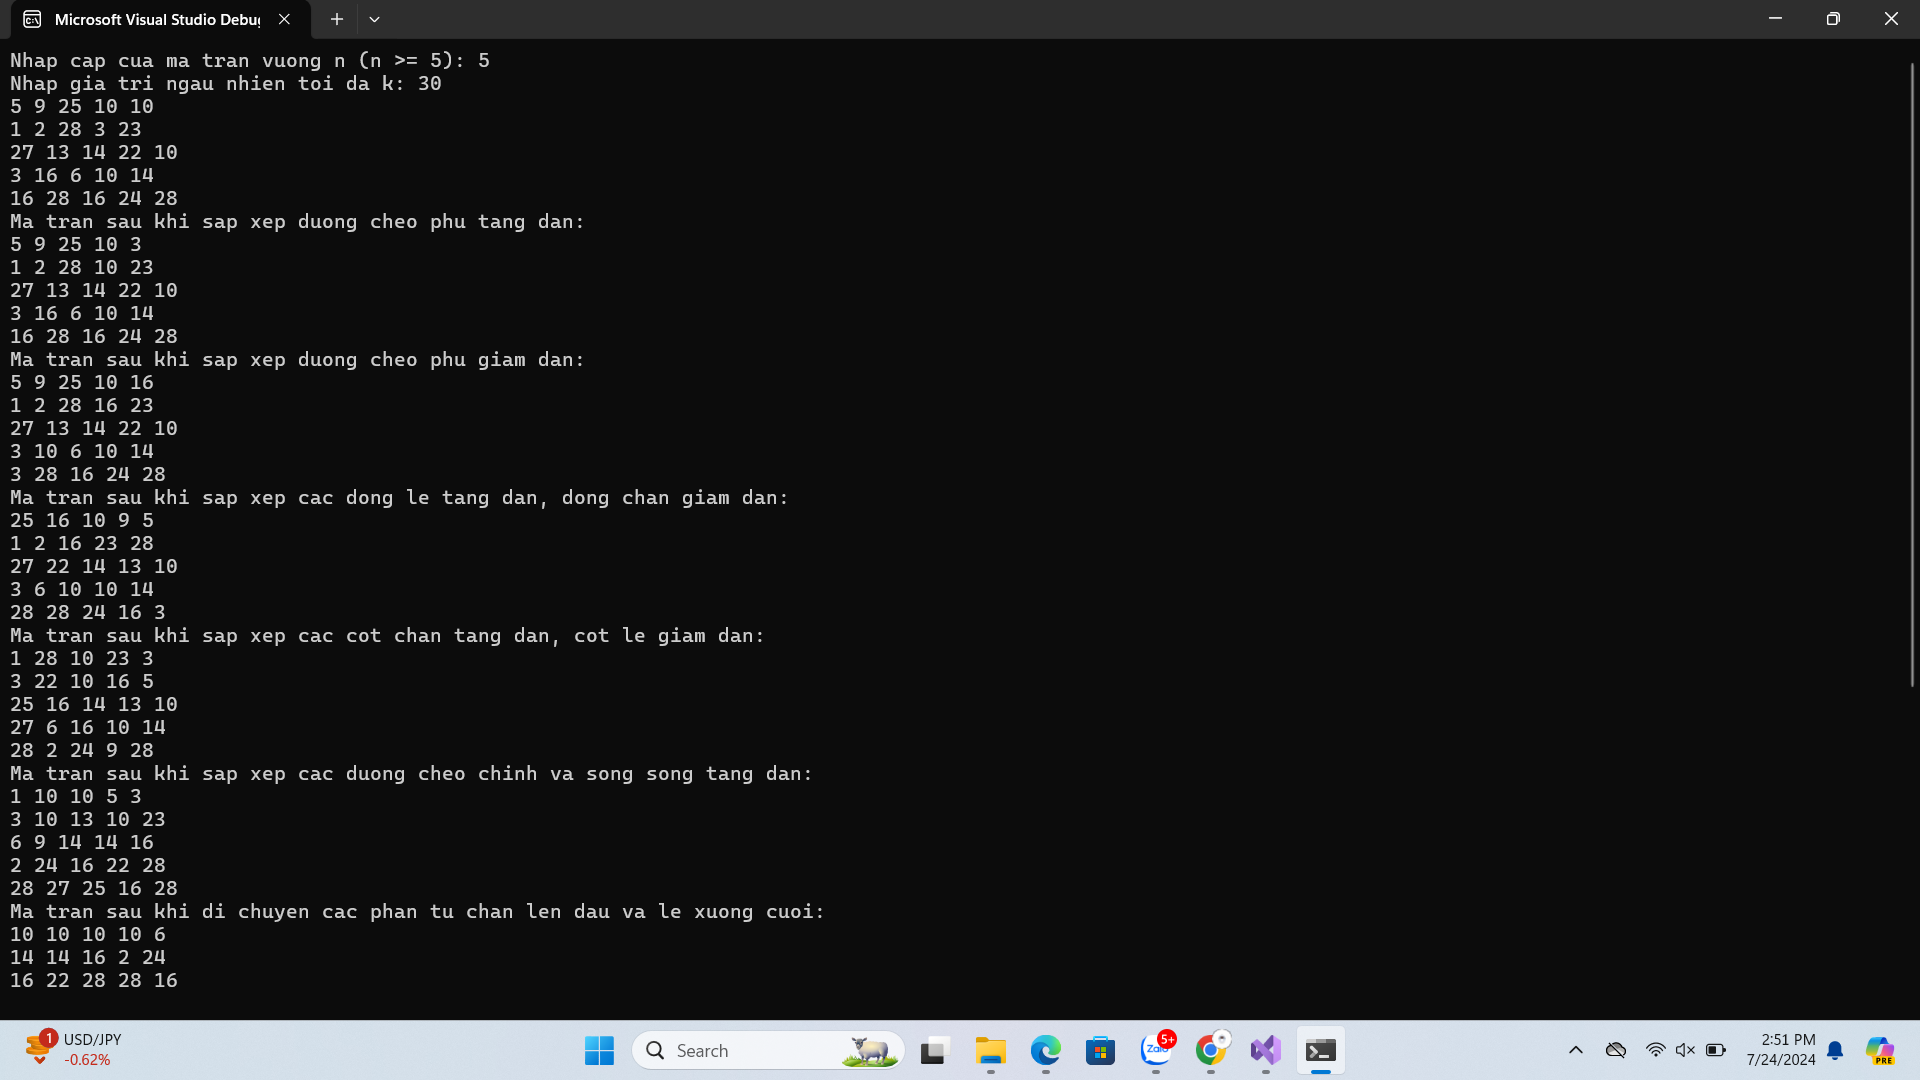 Microsoft Visual Studio Debu
Nhap cap cua ma tran vuong n (n >= 5): 5
Nhap gia tri ngau nhien toi da k: 30
5 9 25 10 10
1 2 28 3 23
27 13 14 22 10
3 16 6 10 14
16 28 16 24 28
Ma tran sau khi sap xep duong cheo phu tang dan:
5 9 25 10 3
1 2 28 10 23
27 13 14 22 10
3 16 6 10 14
16 28 16 24 28
Ma tran sau khi sap xep duong cheo phu giam dan:
5 9 25 10 16
1 2 28 16 23
27 13 14 22 10
3 10 6 10 14
3 28 16 24 28
Ma tran sau khi sap xep cac dong le tang dan, dong chan giam dan:
25 16 10 9 5
1 2 16 23 28
27 22 14 13 10
3 6 10 10 14
28 28 24 16 3
Ma tran sau khi sap xep cac cot chan tang dan, cot le giam dan:
1 28 10 23 3
3 22 10 16 5
25 16 14 13 10
27 6 16 10 14
28 2 24 9 28
Ma tran sau khi sap xep cac duong cheo chinh va song song tang dan:
1 10 10 5 3
3 10 13 10 23
6 9 14 14 16
2 24 16 22 28
28 27 25 16 28
Ma tran sau khi di chuyen cac phan tu chan len dau va le xuong cuoi:
10 10 10 10 6
14 14 16 2 24
16 22 28 28 16
1
USD/JPY
-0.62%
Search
Zalo
5+
2:51 PM
7/24/2024
PRE